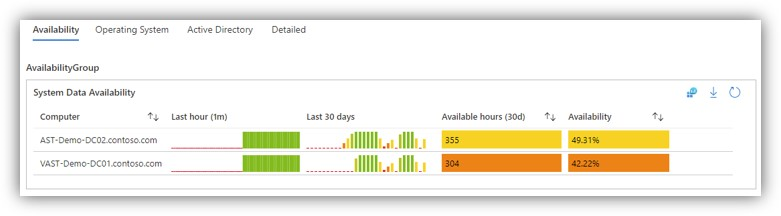 Availability Operating System Active Directory Detailed
AvailabilityGroup
System Data Availability
Computer Last hour (1m) Last 30 days Available hours (30d) Availability
AST-Demo-DC02.contoso.com 355 49.31%
VAST-Demo-DC01.contoso.com 304 42.22%